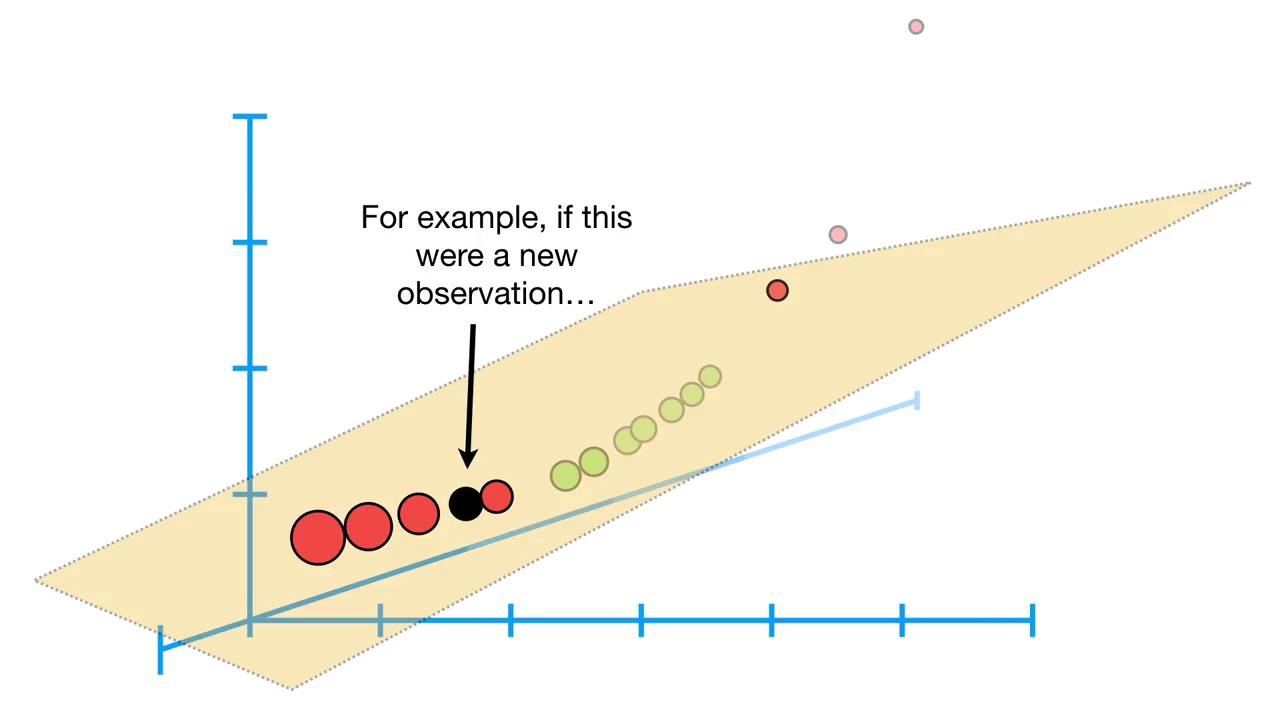 For example, if this
were a new
observation…